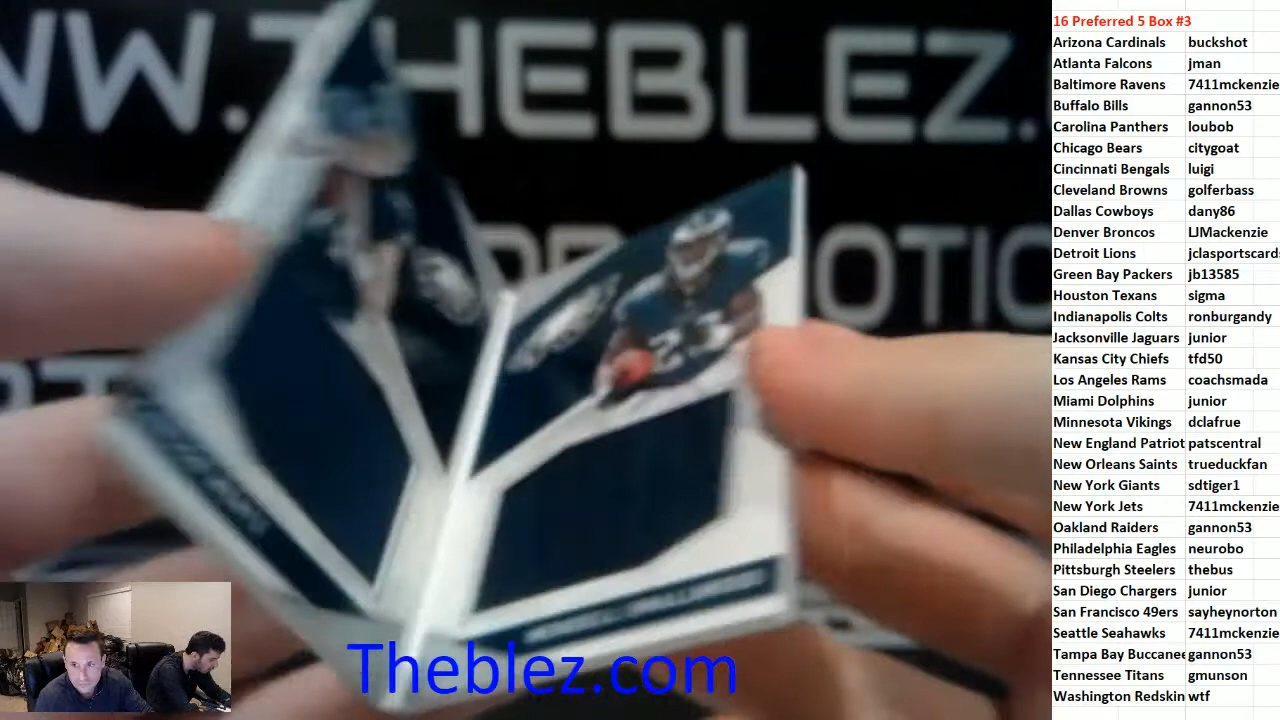 WW.THEBLEZ.
16 Preferred 5 Box #3
Arizona Cardinals buckshot
Atlanta Falcons jman
Baltimore Ravens 7411mckenzie
Buffalo Bills gannon53
Carolina Panthers loubob
Chicago Bears citygoat
Cincinnati Bengals luigi
Cleveland Browns golferbass
Dallas Cowboys dany86
Denver Broncos LJMackenzie
Detroit Lions jclasportscard
Green Bay Packers jb13585
Houston Texans sigma
Indianapolis Colts ronburgandy
Jacksonville Jaguars junior
Kansas City Chiefs tfd50
Los Angeles Rams coachsmada
Miami Dolphins junior
Minnesota Vikings dclafrue
New England Patriot patscentral
New Orleans Saints trueduckfan
New York Giants sdtiger1
New York Jets 7411mckenzie
Oakland Raiders gannon53
Philadelphia Eagles neurobo
Pittsburgh Steelers thebus
San Diego Chargers junior
San Francisco 49ers sayheynorton
Seattle Seahawks 7411mckenzie
Tampa Bay Buccanee gannon53
Tennessee Titans gmunson
Washington Redskin wtf
Theblez.com